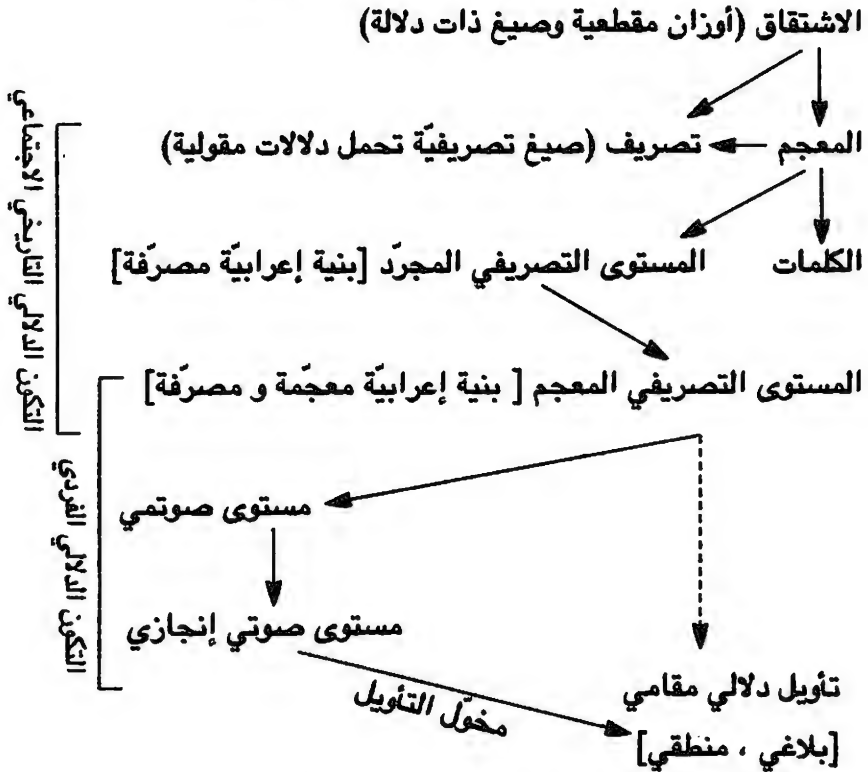 الاشتقاق (أوزان مقطعية وصيغ ذات دلالة)
المعجم تصريف (صيغ تصريفيّة تحمل دلالات مقولية)
الكلمات المستوى التصريفي المجرّد [بنية إعرابيّة مصرّفة]
المستوى التصريفي المعجم [ بنية إعرابيّة معجّمة و مصرّفة]
مستوى صوتمي
مستوى صوتي إنجازي
مخوّل التأويل
تأويل دلالي مقامي
[بلاغي ، منطقي]
التكون الدلالي التاريخي الاجتماعي
التكون الدلالي الفردي